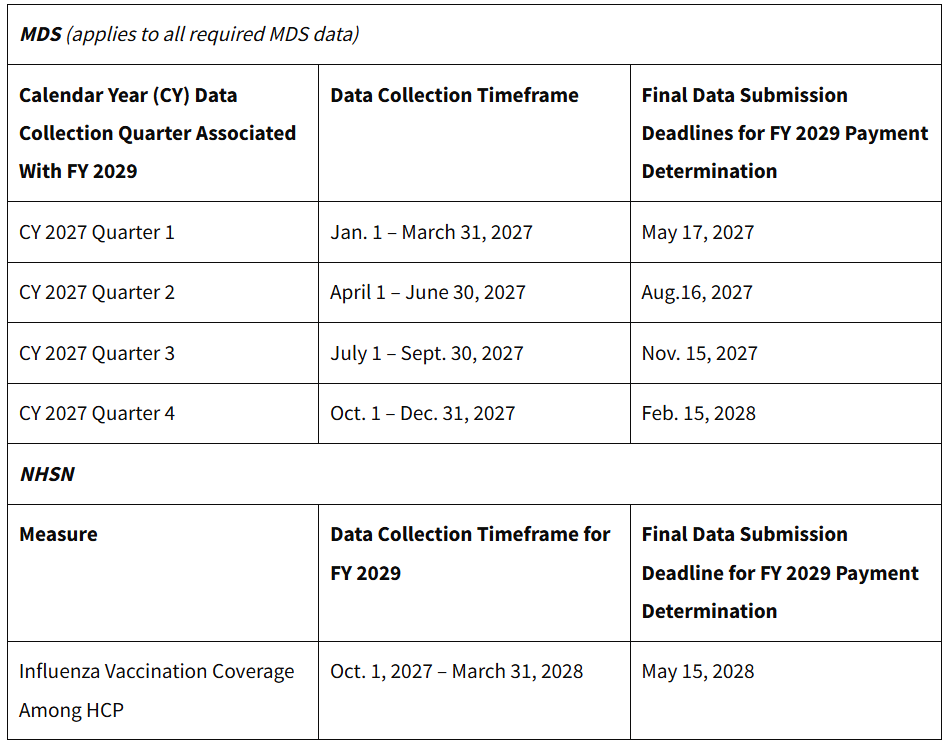 MDS (applies to all required MDS data)
Calendar Year (CY) Data
Collection Quarter Associated
With FY 2029
Data Collection Timeframe
Final Data Submission
Deadlines for FY 2029 Payment
Determination
CY 2027 Quarter 1
Jan. 1 – March 31, 2027
May 17, 2027
CY 2027 Quarter 2
April 1 – June 30, 2027
Aug.16, 2027
CY 2027 Quarter 3
July 1 – Sept. 30, 2027
Nov. 15, 2027
CY 2027 Quarter 4
Oct. 1 – Dec. 31, 2027
Feb. 15, 2028
NHSN
Measure
Data Collection Timeframe for
FY 2029
Final Data Submission
Deadline for FY 2029 Payment
Determination
Influenza Vaccination Coverage
Among HCP
Oct. 1, 2027 – March 31, 2028
May 15, 2028